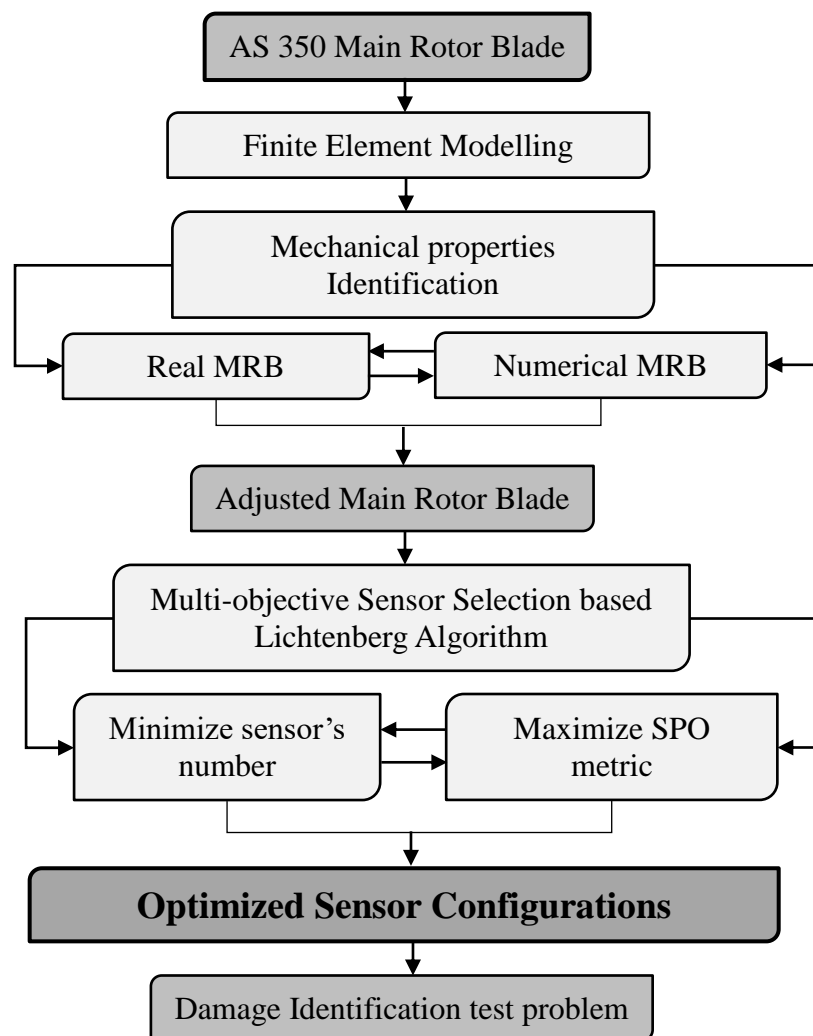 AS 350 Main Rotor Blade
Finite Element Modelling
Mechanical properties
Identification
Real MRB
Numerical MRB
Adjusted Main Rotor Blade
Multi-objective Sensor Selection based
Lichtenberg Algorithm
Minimize sensor’s
number
Maximize SPO
metric
Optimized Sensor Configurations
Damage Identification test problem